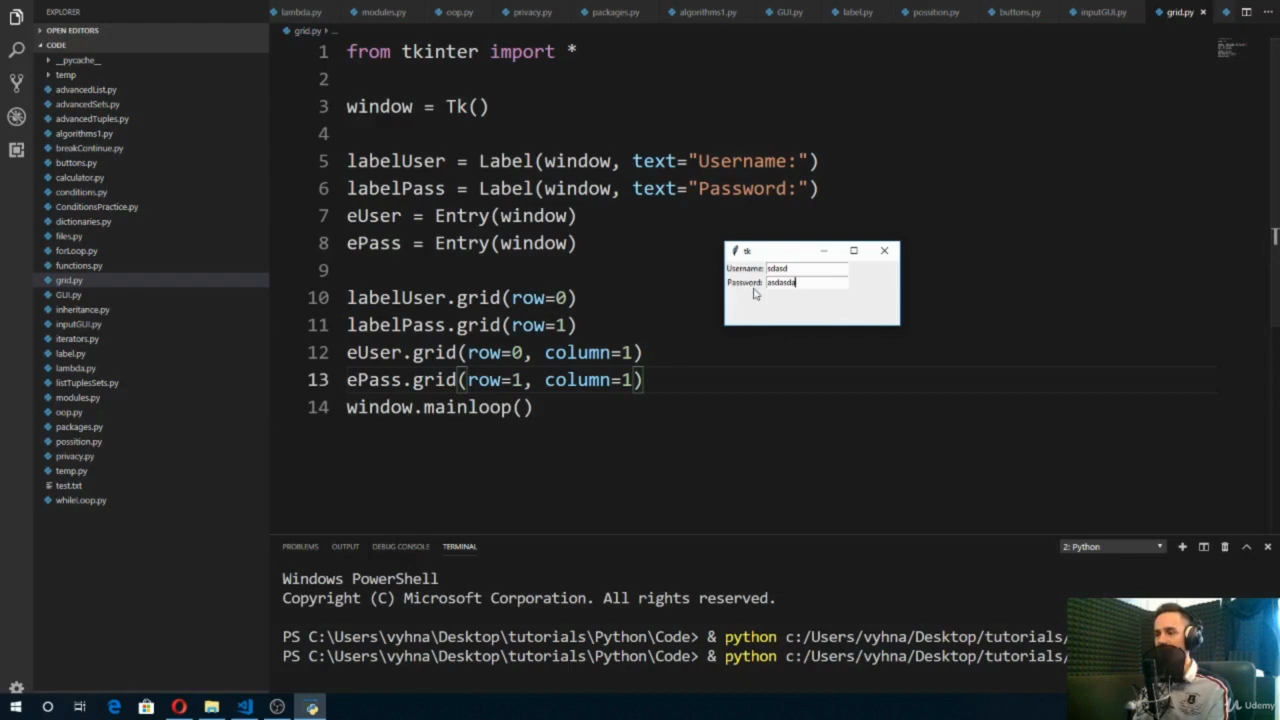 EXPLORER
lambda.py
modules.py
oop.py
privacy.py
packages.py
algorithms1.py
GUI.py
label.py
possition.py
buttons.py
inputGUI.py
grid.py
OPEN EDITORS
CODE
__pycache__
temp
advancedList.py
advancedSets.py
advancedTuples.py
algorithms1.py
breakContinue.py
buttons.py
calculator.py
conditions.py
ConditionsPractice.py
dictionaries.py
files.py
forLoop.py
functions.py
grid.py
GUI.py
inheritance.py
inputGUI.py
iterators.py
label.py
lambda.py
listTuplesSets.py
modules.py
oop.py
packages.py
possition.py
privacy.py
temp.py
test.txt
whileLoop.py
grid.py > ...
1 from tkinter import *
2
3 window = Tk()
4
5 labelUser = Label(window, text="Username:")
6 labelPass = Label(window, text="Password:")
7 eUser = Entry(window)
8 ePass = Entry(window)
9
10 labelUser.grid(row=0)
11 labelPass.grid(row=1)
12 eUser.grid(row=0, column=1)
13 ePass.grid(row=1, column=1)
14 window.mainloop()
tk
Username: sdasd
Password: asdasda
PROBLEMS OUTPUT DEBUG CONSOLE TERMINAL
2: Python
Windows PowerShell
Copyright (C) Microsoft Corporation. All rights reserved.
PS C:\Users\vyhna\Desktop\tutorials\Python\Code> & python c:/Users/vyhna/Desktop/tutorials/
PS C:\Users\vyhna\Desktop\tutorials\Python\Code> & python c:/Users/vyhna/Desktop/tutorials/
Udemy